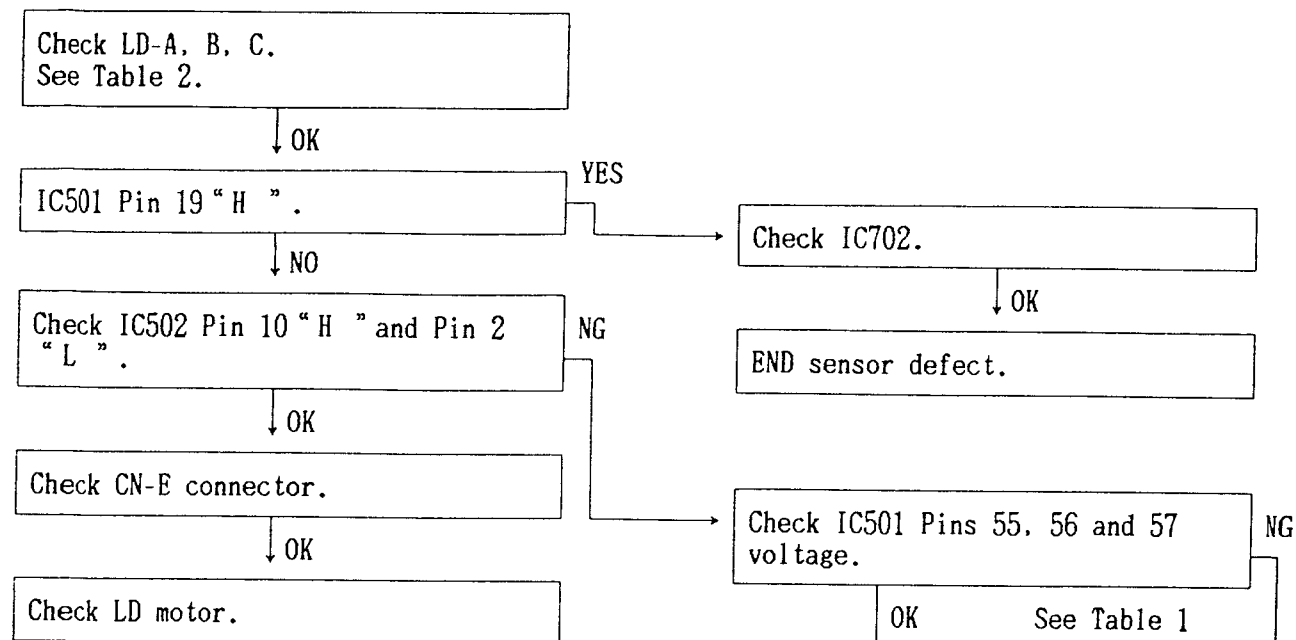 Check LD-A, B, C.
See Table 2.
OK
IC501 Pin 19 “ H ” .
YES
Check IC702.
NO
OK
Check IC502 Pin 10 “ H ” and Pin 2
“ L ” .
NG
END sensor defect.
OK
Check CN-E connector.
Check IC501 Pins 55, 56 and 57
voltage.
NG
OK
Check LD motor.
OK
See Table 1